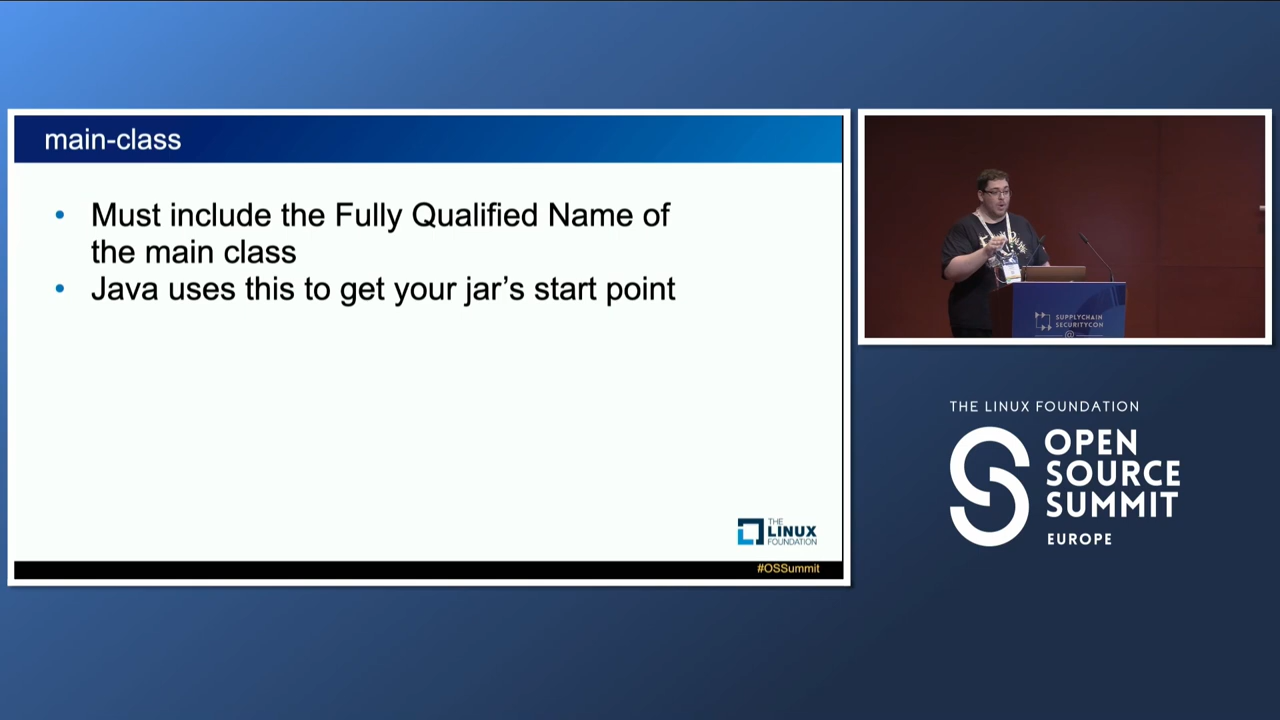 main-class
• Must include the Fully Qualified Name of
the main class
• Java uses this to get your jar's start point
THE
LINUX
FOUNDATION
#OSSummit
SUPPLYCHAIN
SECURITYCON
@
THE LINUX FOUNDATION
OPEN
SOURCE
SUMMIT
EUROPE